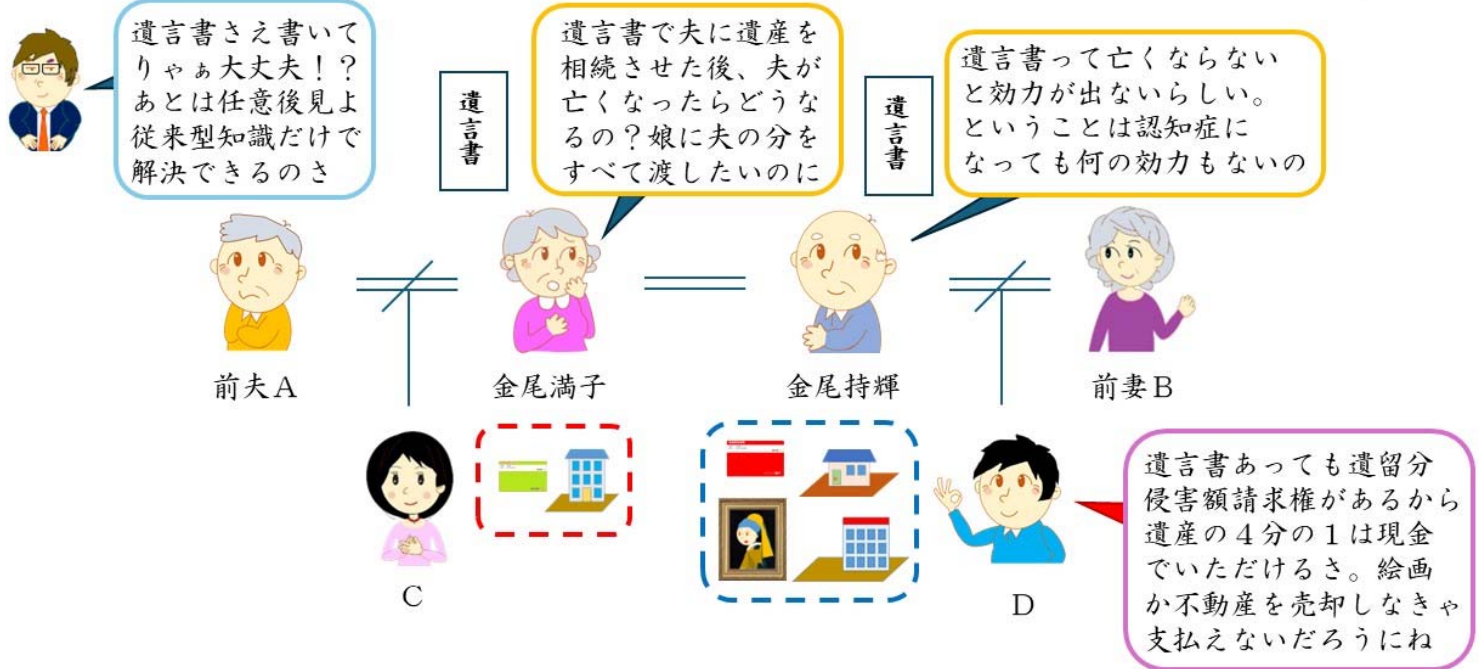 遺言書さえ書いて
りゃぁ大丈夫！？
あとは任意後見よ
従来型知識だけで
解決できるのさ
遺言書
遺言書で夫に遺産を
相続させた後、夫が
亡くなったらどうな
るの？娘に夫の分を
すべて渡したいのに
遺言書
遺言書って亡くならない
と効力が出ないらしい。
ということは認知症に
なっても何の効力もないの
前夫A
金尾満子
金尾持輝
前妻B
C
D
遺言書あっても遺留分
侵害額請求権があるから
遺産の４分の１は現金
でいただけるさ。絵画
か不動産を売却しなきゃ
支払えないだろうにね